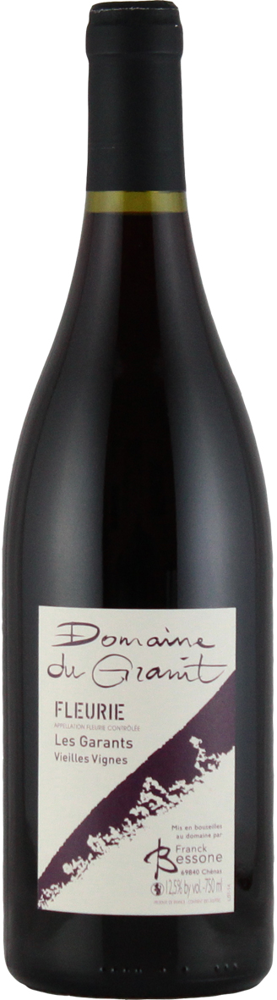 Domaine
du Granit
FLEURIE
APPELLATION FLEURIE CONTRÔLÉE
Les Garants
Vieilles Vignes
Mis en bouteilles
au domaine par
Franck
Bessone
69840 Chénas
12,5% by vol.-750 ml